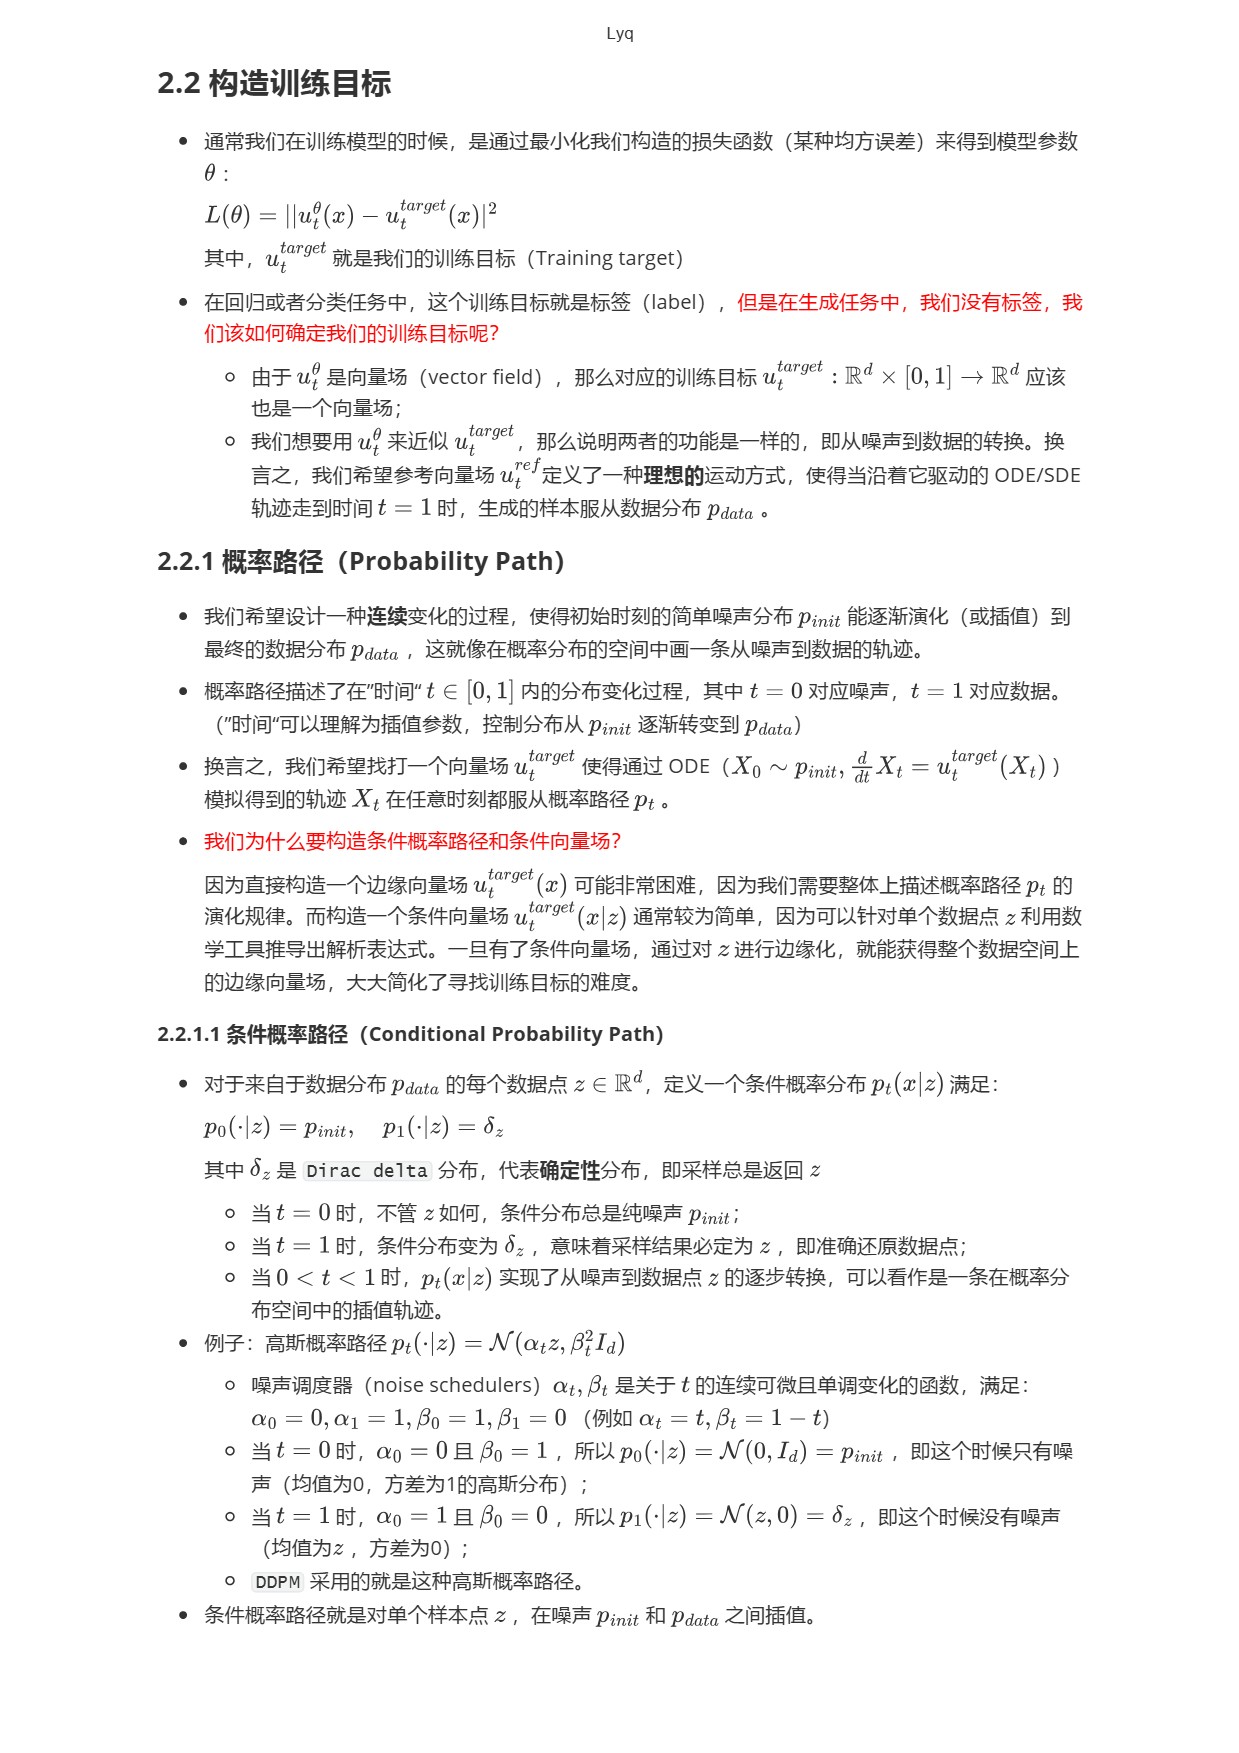 Lyq
2.2 构造训练目标
• 通常我们在训练模型的时候，是通过最小化我们构造的损失函数（某种均方误差）来得到模型参数
θ：
L(θ) = ||u_t^θ(x) − u_t^{target}(x)|^2
其中，u_t^{target} 就是我们的训练目标（Training target）
• 在回归或者分类任务中，这个训练目标就是标签（label），但是在生成任务中，我们没有标签，我
们该如何确定我们的训练目标呢？
◦ 由于 u_t^θ 是向量场（vector field），那么对应的训练目标 u_t^{target} : ℝ^d × [0, 1] → ℝ^d 应该
也是一个向量场；
◦ 我们想要用 u_t^θ 来近似 u_t^{target}，那么说明两者的功能是一样的，即从噪声到数据的转换。换
言之，我们希望参考向量场 u_t^{ref} 定义了一种理想的运动方式，使得当沿着它驱动的 ODE/SDE
轨迹走到时间 t = 1 时，生成的样本服从数据分布 p_{data} 。
2.2.1 概率路径（Probability Path）
• 我们希望设计一种连续变化的过程，使得初始时刻的简单噪声分布 p_{init} 能逐渐演化（或插值）到
最终的数据分布 p_{data} ，这就像在概率分布的空间中画一条从噪声到数据的轨迹。
• 概率路径描述了在”时间“ t ∈ [0, 1] 内的分布变化过程，其中 t = 0 对应噪声，t = 1 对应数据。
（”时间“可以理解为插值参数，控制分布从 p_{init} 逐渐转变到 p_{data}）
• 换言之，我们希望找打一个向量场 u_t^{target} 使得通过 ODE（X_0 ∼ p_{init}, \frac{d}{dt}X_t = u_t^{target}(X_t) ）
模拟得到的轨迹 X_t 在任意时刻都服从概率路径 p_t 。
• 我们为什么要构造条件概率路径和条件向量场？
因为直接构造一个边缘向量场 u_t^{target}(x) 可能非常困难，因为我们需要整体上描述概率路径 p_t 的
演化规律。而构造一个条件向量场 u_t^{target}(x|z) 通常较为简单，因为可以针对单个数据点 z 利用数
学工具推导出解析表达式。一旦有了条件向量场，通过对 z 进行边缘化，就能获得整个数据空间上
的边缘向量场，大大简化了寻找训练目标的难度。
2.2.1.1 条件概率路径（Conditional Probability Path）
• 对于来自于数据分布 p_{data} 的每个数据点 z ∈ ℝ^d，定义一个条件概率分布 p_t(x|z) 满足：
p_0(·|z) = p_{init}, p_1(·|z) = δ_z
其中 δ_z 是 Dirac delta 分布，代表确定性分布，即采样总是返回 z
◦ 当 t = 0 时，不管 z 如何，条件分布总是纯噪声 p_{init}；
◦ 当 t = 1 时，条件分布变为 δ_z ，意味着采样结果必定为 z ，即准确还原数据点；
◦ 当 0 < t < 1 时，p_t(x|z) 实现了从噪声到数据点 z 的逐步转换，可以看作是一条在概率分
布空间中的插值轨迹。
• 例子：高斯概率路径 p_t(·|z) = 𝒩(α_t z, β_t^2 I_d)
◦ 噪声调度器（noise schedulers）α_t, β_t 是关于 t 的连续可微且单调变化的函数，满足：
α_0 = 0, α_1 = 1, β_0 = 1, β_1 = 0 （例如 α_t = t, β_t = 1 − t）
◦ 当 t = 0 时，α_0 = 0 且 β_0 = 1 ，所以 p_0(·|z) = 𝒩(0, I_d) = p_{init} ，即这个时候只有噪
声（均值为0，方差为1的高斯分布）；
◦ 当 t = 1 时，α_0 = 1 且 β_0 = 0 ，所以 p_1(·|z) = 𝒩(z, 0) = δ_z ，即这个时候没有噪声
（均值为z ，方差为0）；
◦ DDPM 采用的就是这种高斯概率路径。
• 条件概率路径就是对单个样本点 z ，在噪声 p_{init} 和 p_{data} 之间插值。